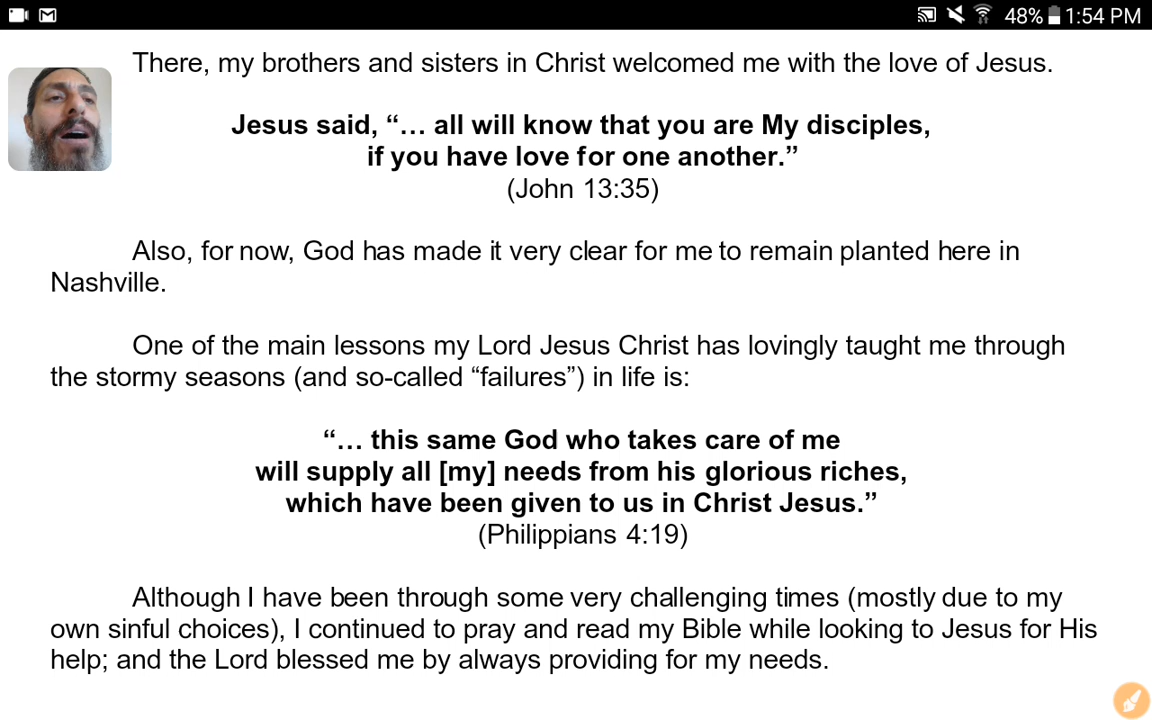 48% 1:54 PM
There, my brothers and sisters in Christ welcomed me with the love of Jesus.
Jesus said, “… all will know that you are My disciples,
if you have love for one another.”
(John 13:35)
Also, for now, God has made it very clear for me to remain planted here in
Nashville.
One of the main lessons my Lord Jesus Christ has lovingly taught me through
the stormy seasons (and so-called “failures”) in life is:
“… this same God who takes care of me
will supply all [my] needs from his glorious riches,
which have been given to us in Christ Jesus.”
(Philippians 4:19)
Although I have been through some very challenging times (mostly due to my
own sinful choices), I continued to pray and read my Bible while looking to Jesus for His
help; and the Lord blessed me by always providing for my needs.